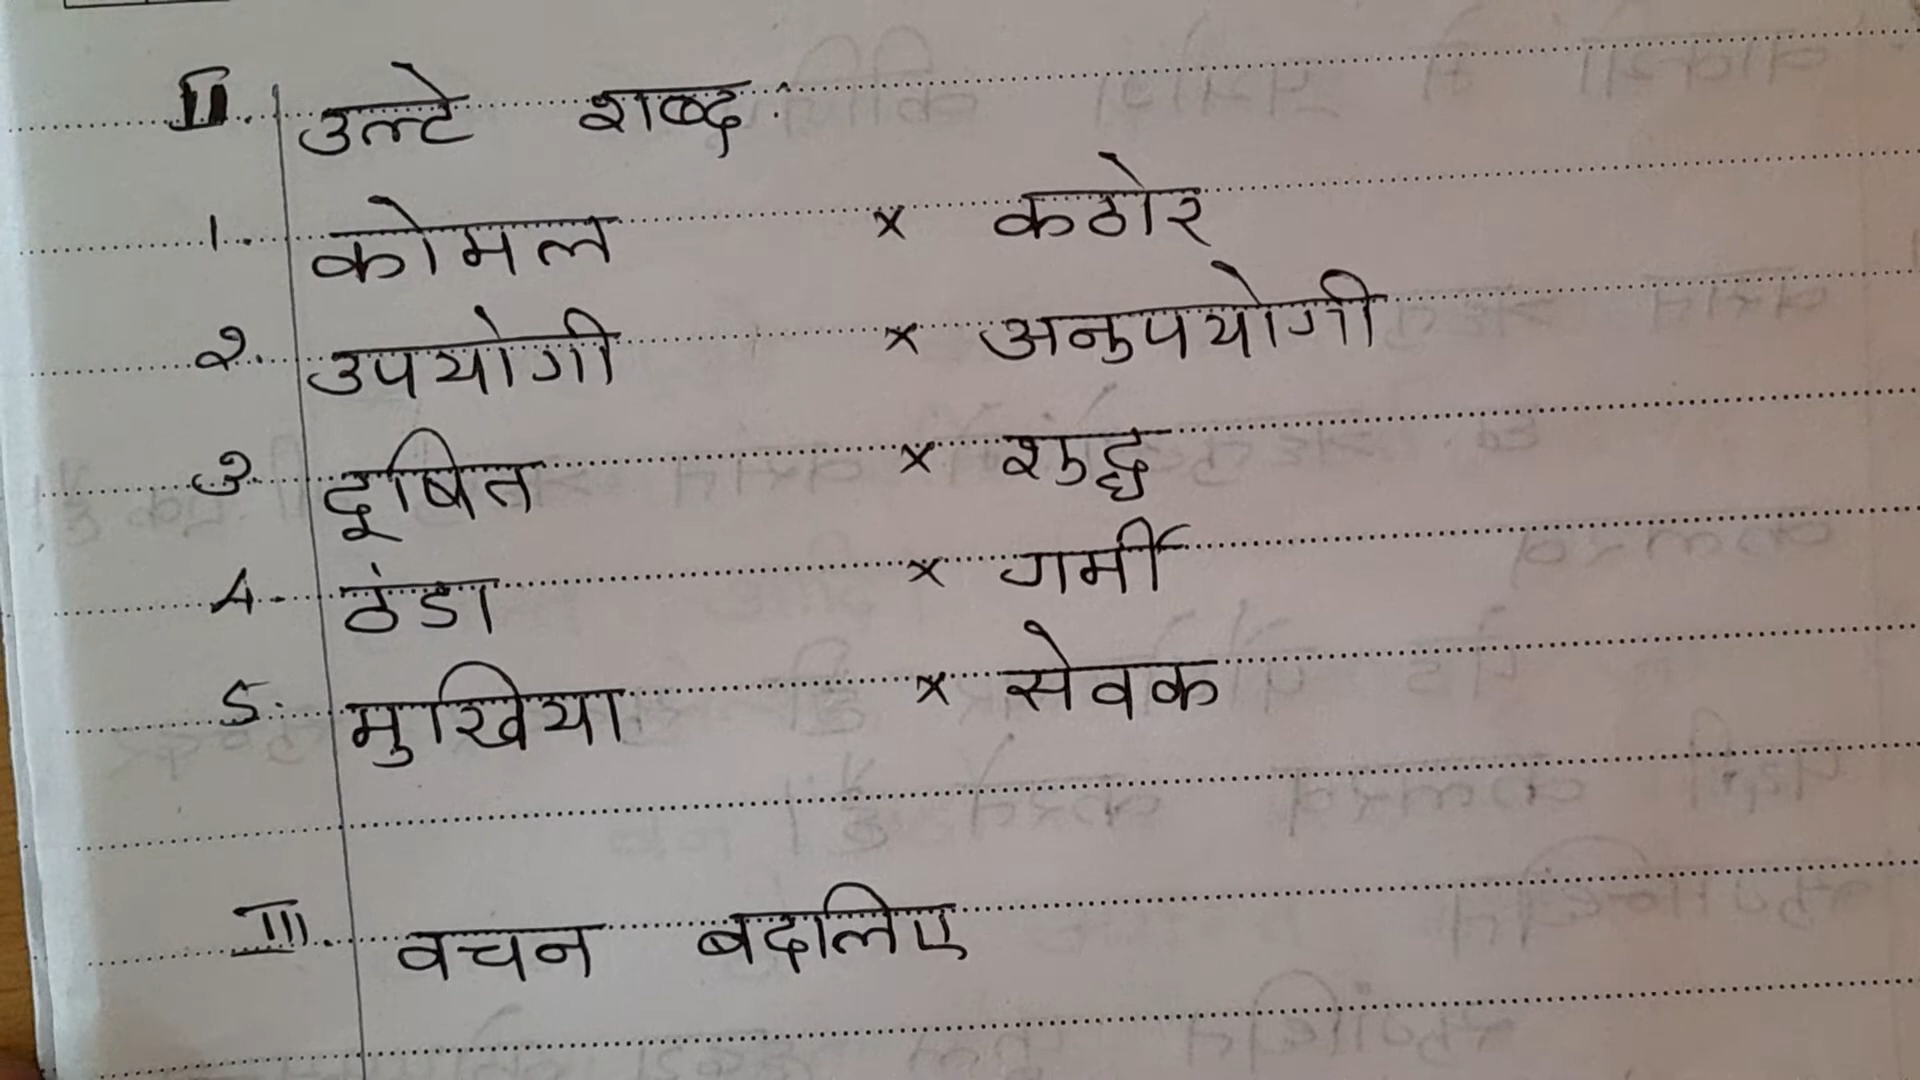 II. उल्टे शब्द :
1. कोमल × कठोर
2. उपयोगी × अनुपयोगी
3. दूषित × शुद्ध
4. ठंडा × गर्मी
5. मुखिया × सेवक
III. वचन बदलिए